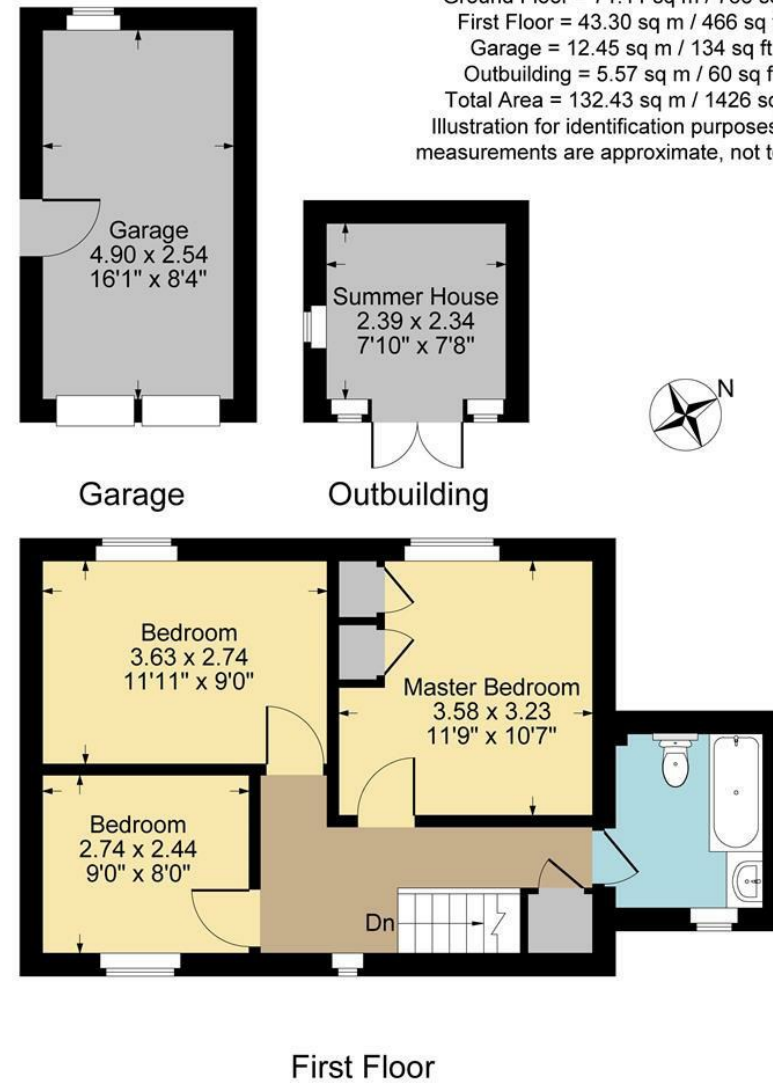 First Floor = 43.30 sq m / 466 sq
Garage = 12.45 sq m / 134 sq ft
Outbuilding = 5.57 sq m / 60 sq
Total Area = 132.43 sq m / 1426
Illustration for identification purposes
measurements are approximate, not
Garage
4.90 x 2.54
16'1" x 8'4"
Summer House
2.39 x 2.34
7'10" x 7'8"
N
Garage
Outbuilding
Bedroom
3.63 x 2.74
11'11" x 9'0"
Master Bedroom
3.58 x 3.23
11'9" x 10'7"
Bedroom
2.74 x 2.44
9'0" x 8'0"
Dn
First Floor